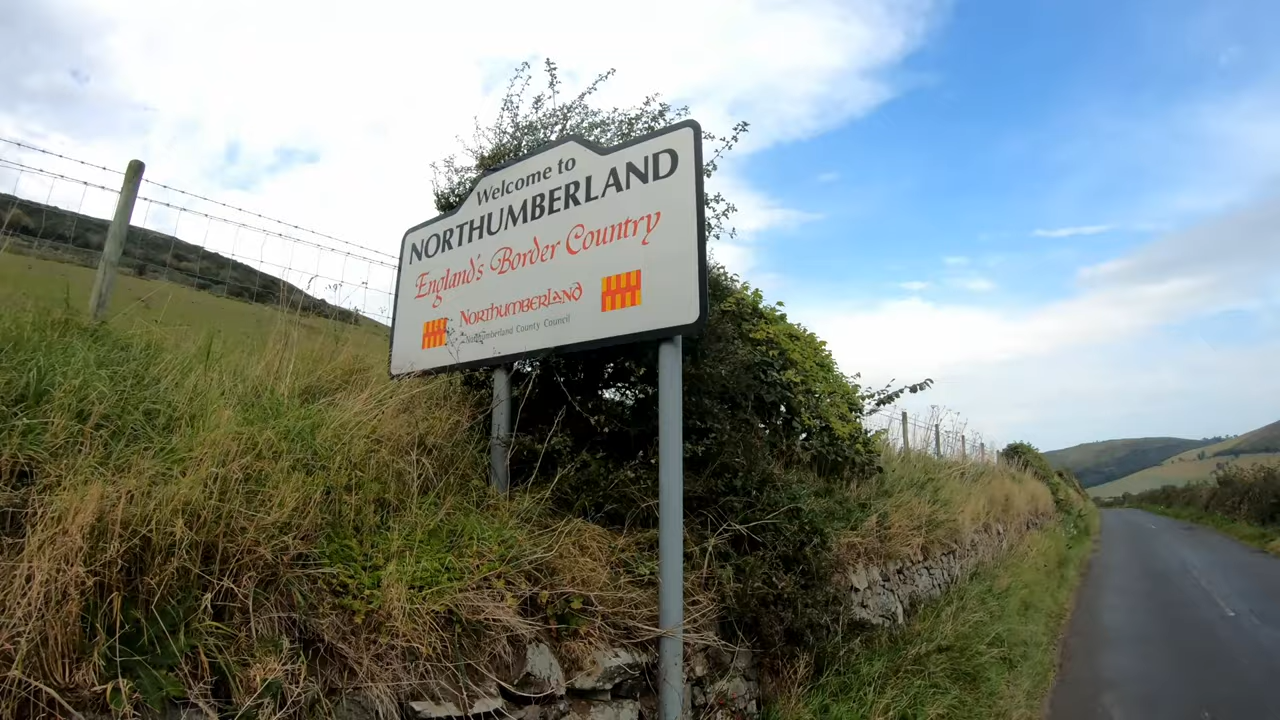 Welcome to
NORTHUMBERLAND
England's Border Country
NORTHUMBERLAND
Northumberland County Council